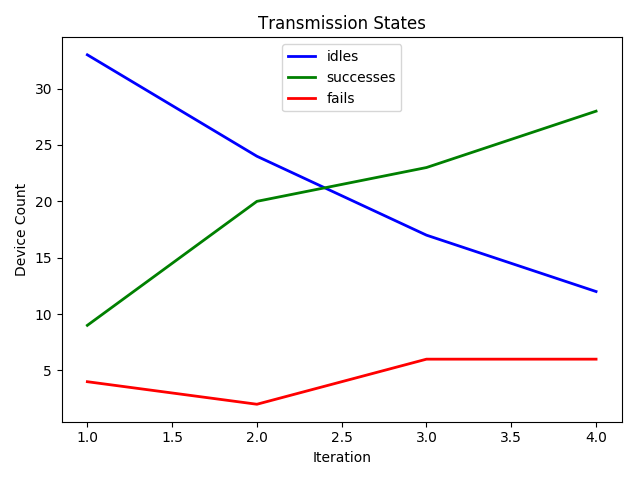 Transmission States
idles
successes
fails
Device Count
30
25
20
15
10
5
1.0 1.5 2.0 2.5 3.0 3.5 4.0
Iteration